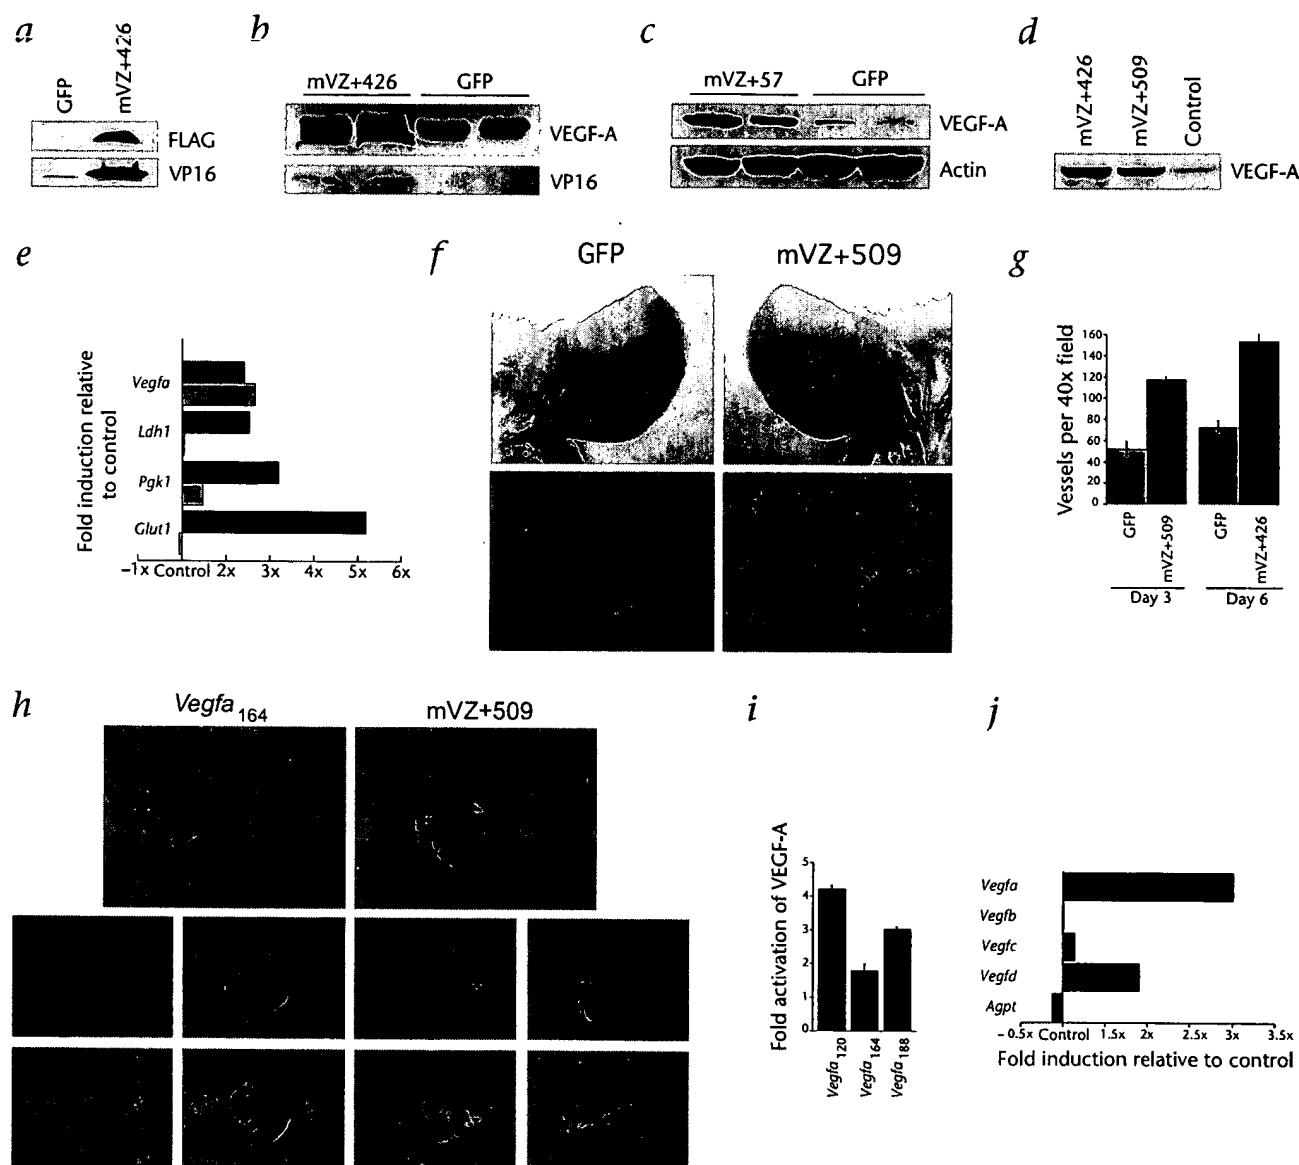 a
GFP
mVZ+426
FLAG
VP16
b
mVZ+426 GFP
VEGF-A
VP16
c
mVZ+57 GFP
VEGF-A
Actin
d
mVZ+426
mVZ+509
Control
VEGF-A
e
Fold induction relative
to control
Vegfa
Ldh1
Pgk1
Glut1
−1x Control 2x 3x 4x 5x 6x
f
GFP mVZ+509
g
Vessels per 40x field
160
140
120
100
80
60
40
20
0
GFP
mVZ+509
GFP
mVZ+426
Day 3 Day 6
h
Vegfa164 mVZ+509
i
Fold activation of VEGF-A
5
4
3
2
1
0
Vegfa120
Vegfa164
Vegfa188
j
Vegfa
Vegfb
Vegfc
Vegfd
Agpt
−0.5x Control 1.5x 2x 2.5x 3x 3.5x
Fold induction relative to control